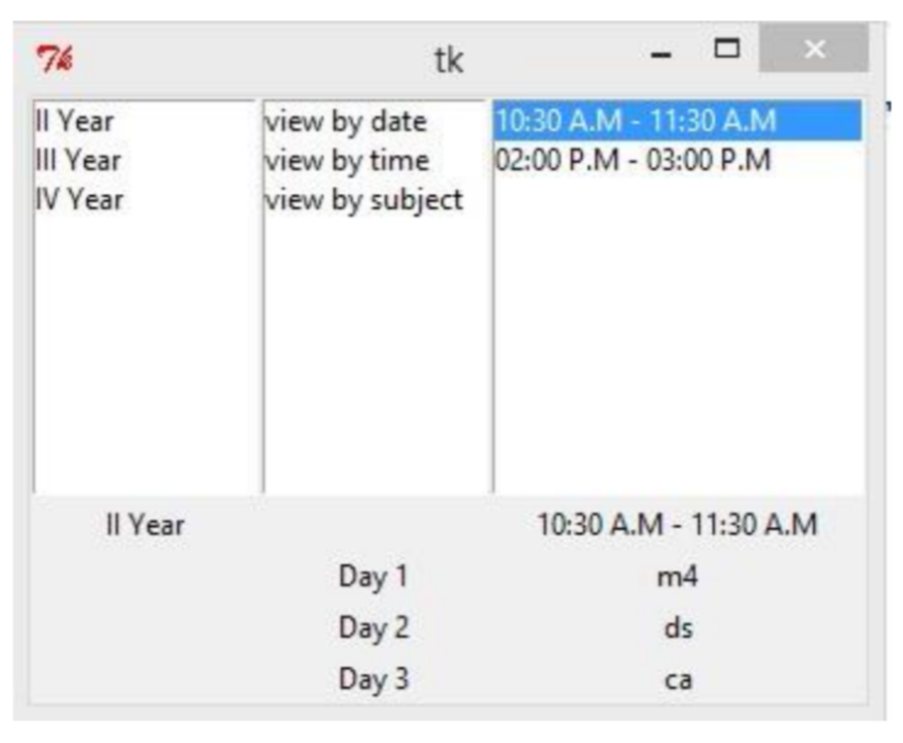 tk
II Year view by date 10:30 A.M - 11:30 A.M
III Year view by time 02:00 P.M - 03:00 P.M
IV Year view by subject
II Year 10:30 A.M - 11:30 A.M
Day 1 m4
Day 2 ds
Day 3 ca